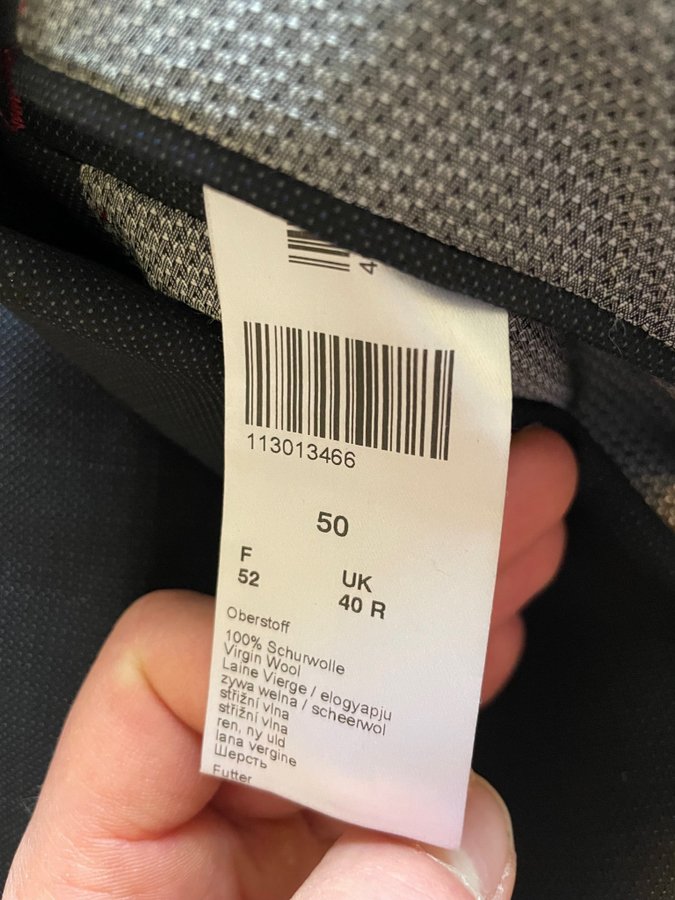 4
113013466
50
F
52
UK
40 R
Oberstoff
100% Schurwolle
Virgin Wool
Laine Vierge / elogyapju
zywa welna / scheerwol
střižní vlna
střižní vlna
ren, ny uld
lana vergine
Шерсть
Futter